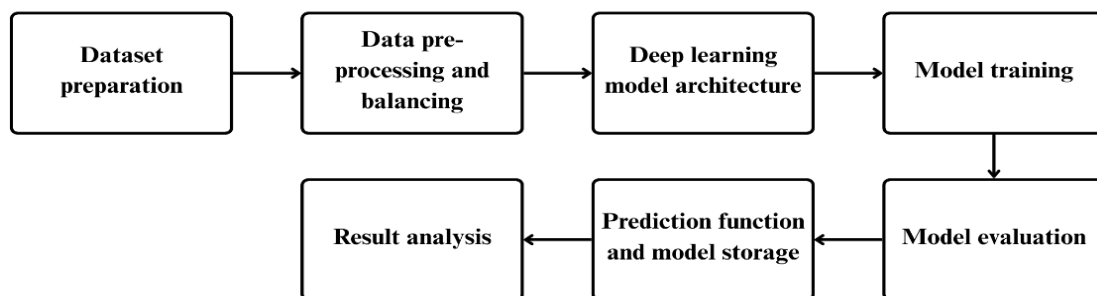 Dataset
preparation
Data pre-
processing and
balancing
Deep learning
model architecture
Model training
Model evaluation
Prediction function
and model storage
Result analysis